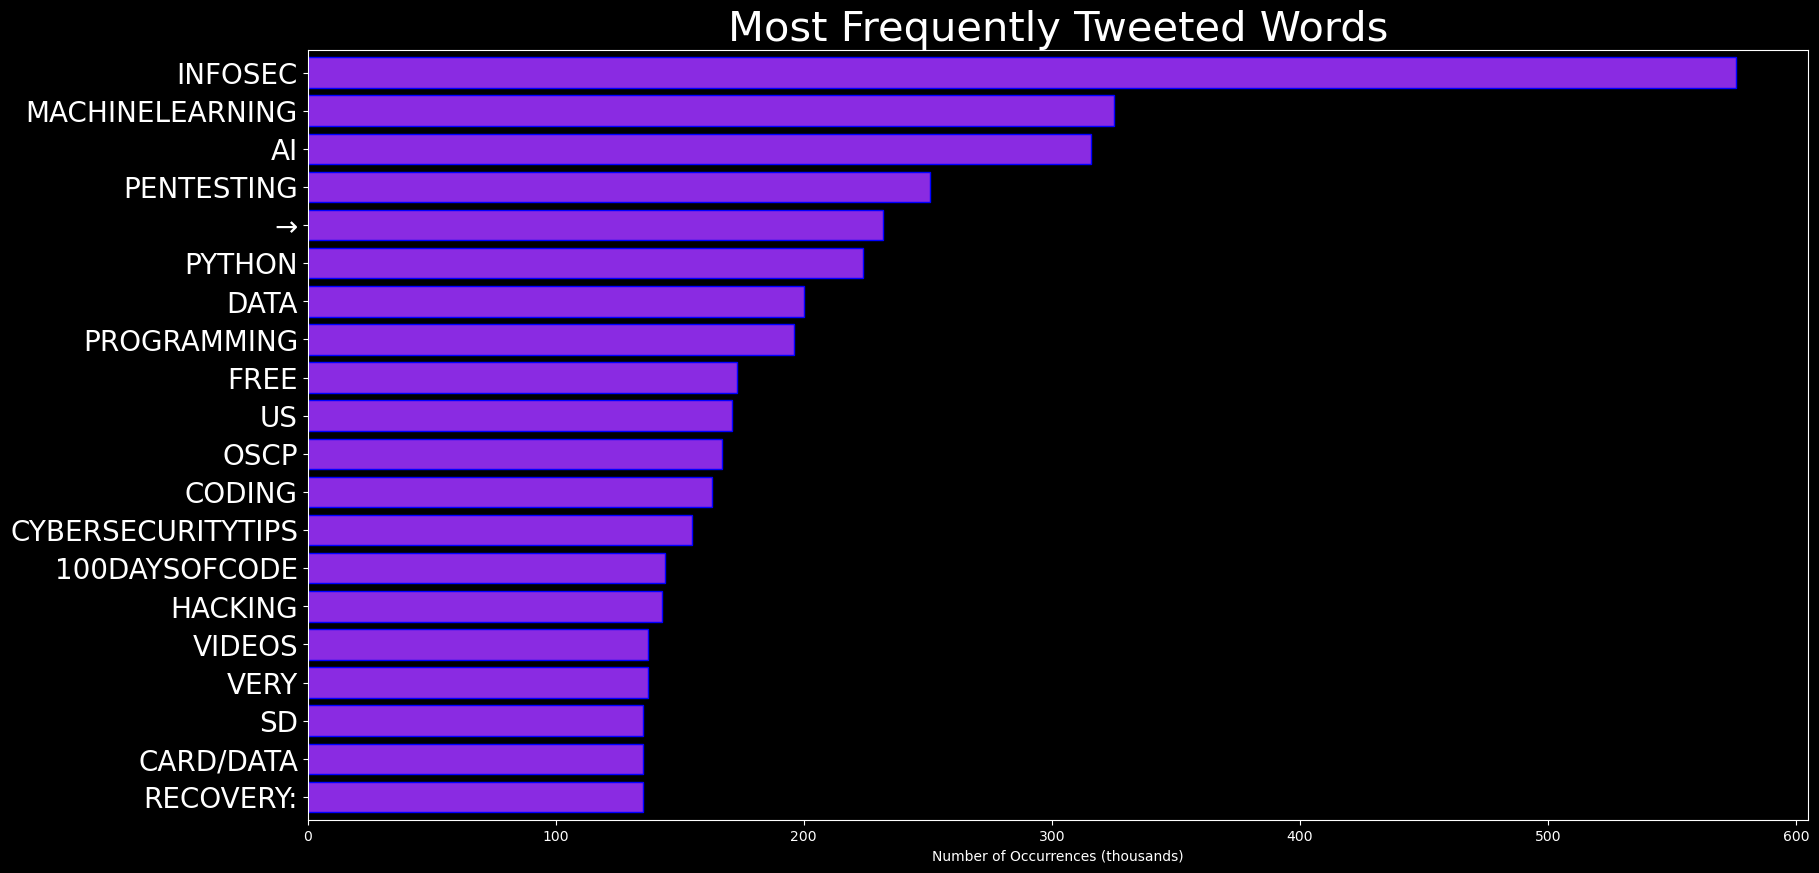 Most Frequently Tweeted Words
INFOSEC
MACHINELEARNING
AI
PENTESTING
→
PYTHON
DATA
PROGRAMMING
FREE
US
OSCP
CODING
CYBERSECURITYTIPS
100DAYSOFCODE
HACKING
VIDEOS
VERY
SD
CARD/DATA
RECOVERY:
0 100 200 300 400 500 600
Number of Occurrences (thousands)